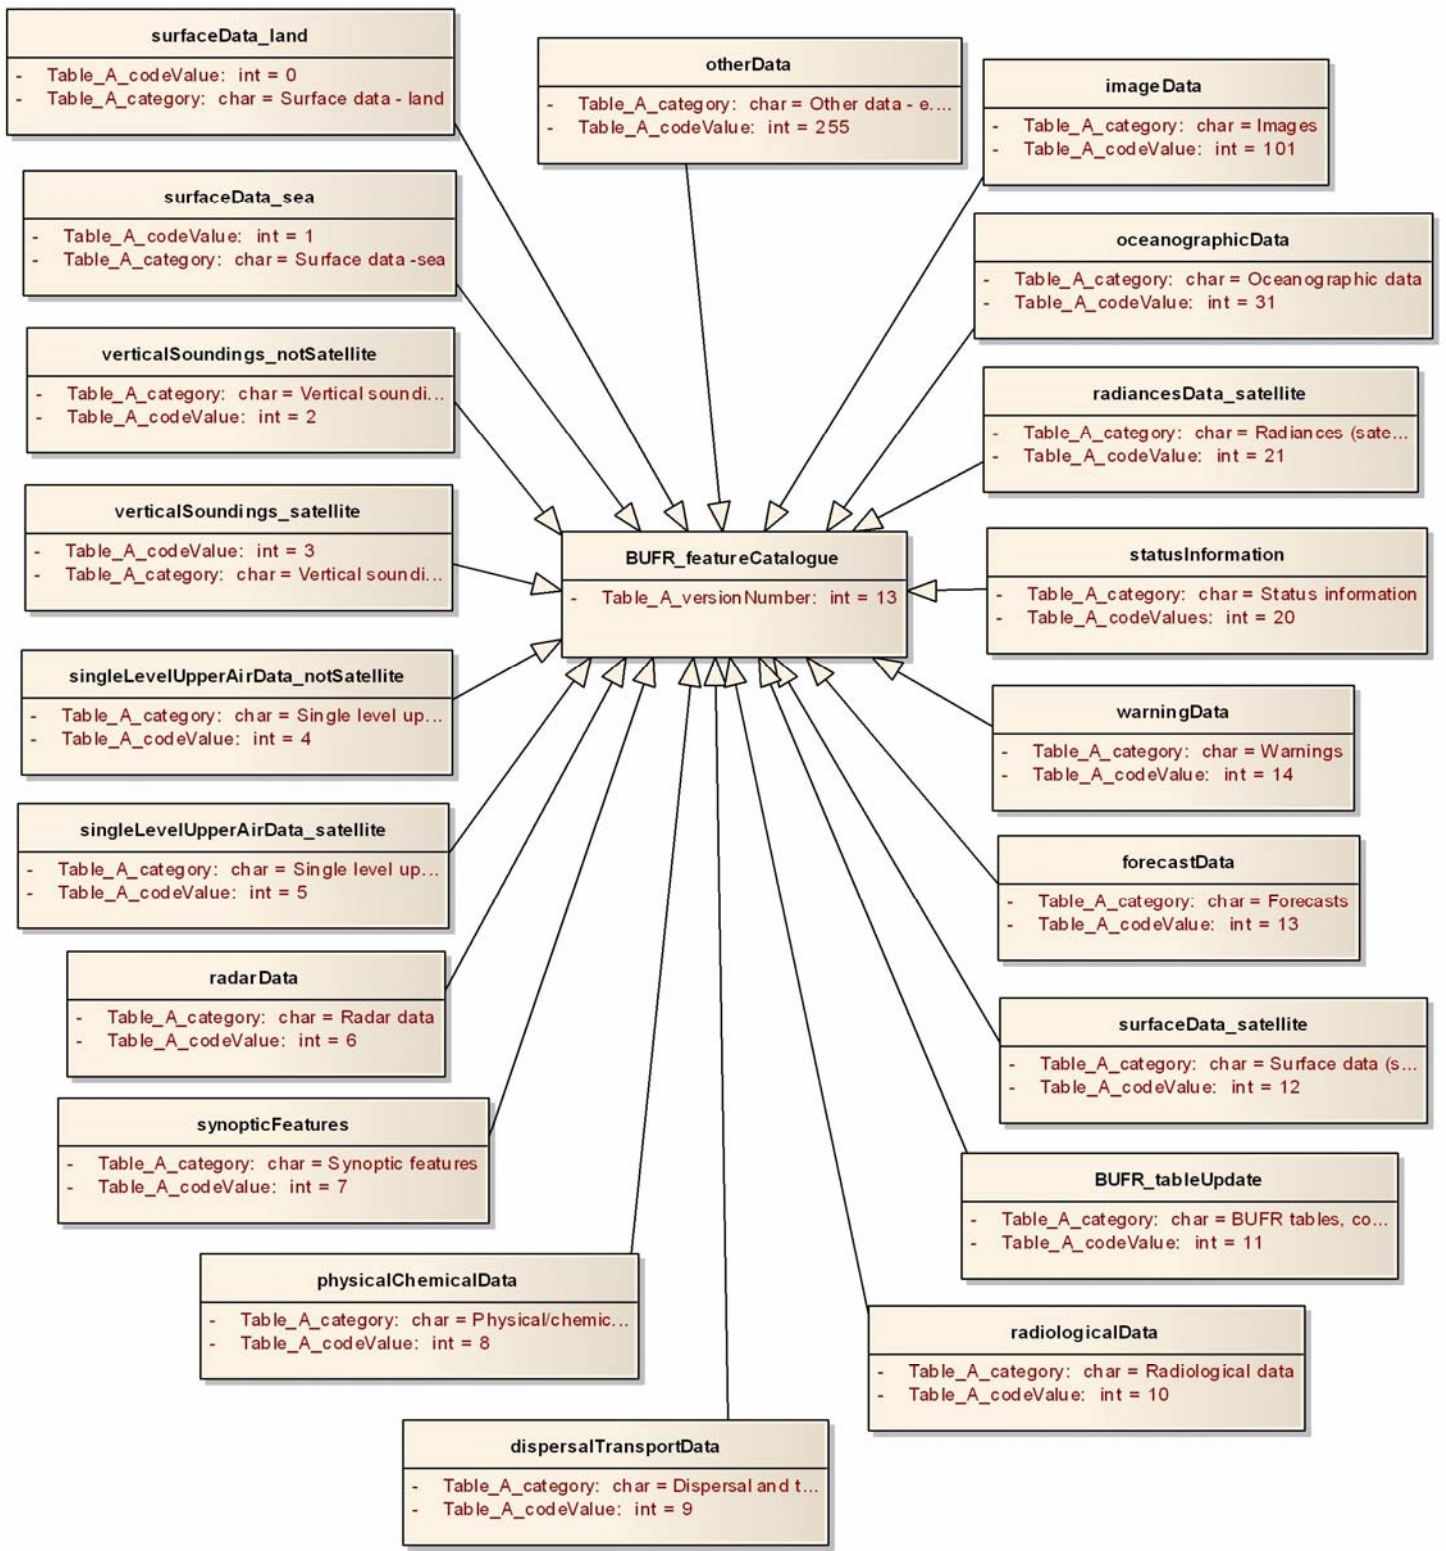 surfaceData_land
- Table_A_codeValue: int = 0
- Table_A_category: char = Surface data - land
otherData
- Table_A_category: char = Other data - e....
- Table_A_codeValue: int = 255
imageData
- Table_A_category: char = Images
- Table_A_codeValue: int = 101
surfaceData_sea
- Table_A_codeValue: int = 1
- Table_A_category: char = Surface data -sea
oceanographicData
- Table_A_category: char = Oceanographic data
- Table_A_codeValue: int = 31
verticalSoundings_notSatellite
- Table_A_category: char = Vertical soundi...
- Table_A_codeValue: int = 2
radiancesData_satellite
- Table_A_category: char = Radiances (sate...
- Table_A_codeValue: int = 21
verticalSoundings_satellite
- Table_A_codeValue: int = 3
- Table_A_category: char = Vertical soundi...
BUFR_featureCatalogue
- Table_A_versionNumber: int = 13
statusInformation
- Table_A_category: char = Status information
- Table_A_codeValues: int = 20
singleLevelUpperAirData_notSatellite
- Table_A_category: char = Single level up...
- Table_A_codeValue: int = 4
warningData
- Table_A_category: char = Warnings
- Table_A_codeValue: int = 14
singleLevelUpperAirData_satellite
- Table_A_category: char = Single level up...
- Table_A_codeValue: int = 5
forecastData
- Table_A_category: char = Forecasts
- Table_A_codeValue: int = 13
radarData
- Table_A_category: char = Radar data
- Table_A_codeValue: int = 6
surfaceData_satellite
- Table_A_category: char = Surface data (s...
- Table_A_codeValue: int = 12
synopticFeatures
- Table_A_category: char = Synoptic features
- Table_A_codeValue: int = 7
BUFR_tableUpdate
- Table_A_category: char = BUFR tables, co...
- Table_A_codeValue: int = 11
physicalChemicalData
- Table_A_category: char = Physical/chemic...
- Table_A_codeValue: int = 8
radiologicalData
- Table_A_category: char = Radiological data
- Table_A_codeValue: int = 10
dispersalTransportData
- Table_A_category: char = Dispersal and t...
- Table_A_codeValue: int = 9